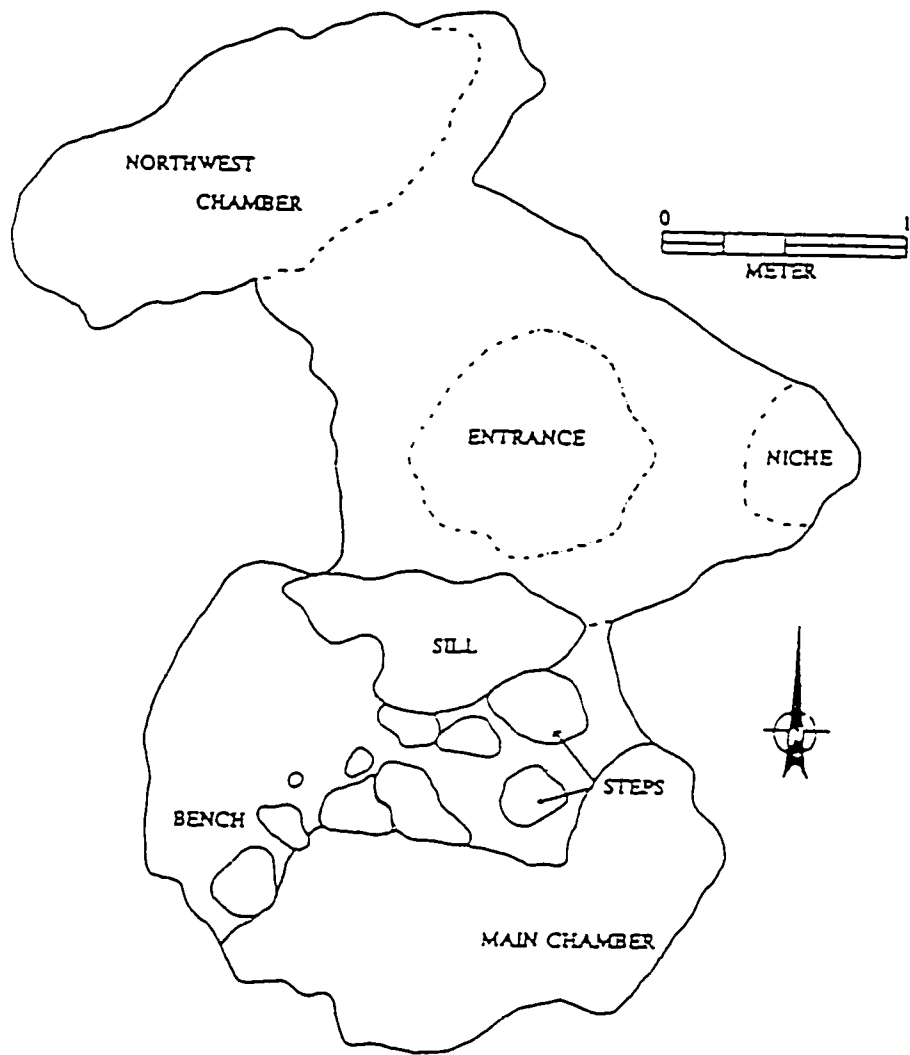 NORTHWEST
CHAMBER
0 1
METER
ENTRANCE
NICHE
SILL
STEPS
BENCH
MAIN CHAMBER